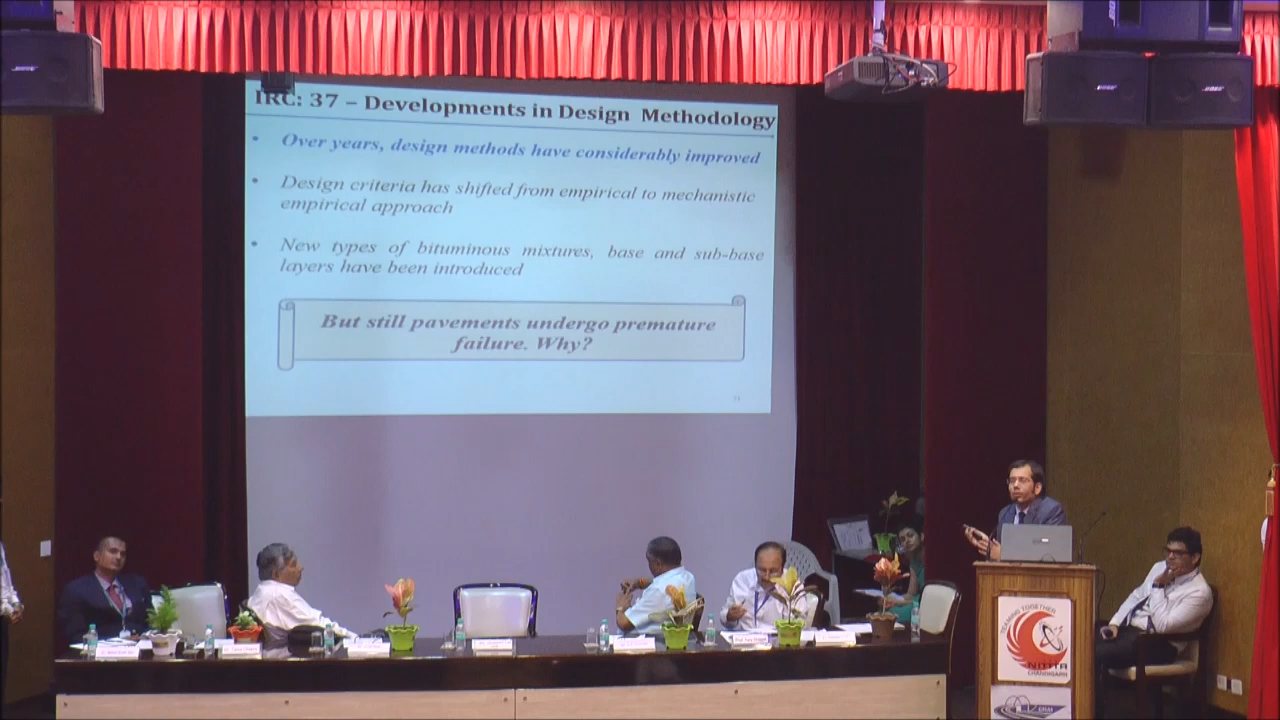 IRC: 37 – Developments in Design Methodology
• Over years, design methods have considerably improved
• Design criteria has shifted from empirical to mechanistic
empirical approach
• New types of bituminous mixtures, base and sub-base
layers have been introduced
But still pavements undergo premature
failure. Why?
BOSE
TRAINING TOGETHER
NITTTR
CHANDIGARH